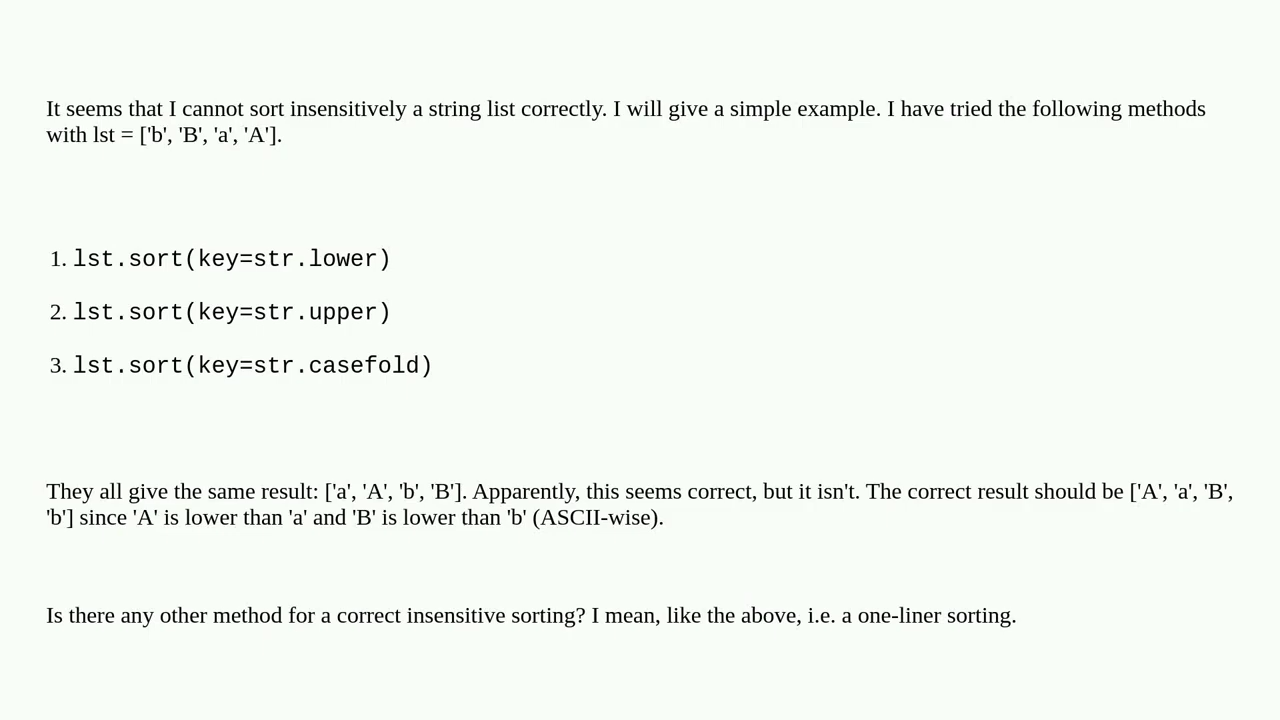 It seems that I cannot sort insensitively a string list correctly. I will give a simple example. I have tried the following methods
with lst = ['b', 'B', 'a', 'A'].
1. lst.sort(key=str.lower)
2. lst.sort(key=str.upper)
3. lst.sort(key=str.casefold)
They all give the same result: ['a', 'A', 'b', 'B']. Apparently, this seems correct, but it isn't. The correct result should be ['A', 'a', 'B',
'b'] since 'A' is lower than 'a' and 'B' is lower than 'b' (ASCII-wise).
Is there any other method for a correct insensitive sorting? I mean, like the above, i.e. a one-liner sorting.